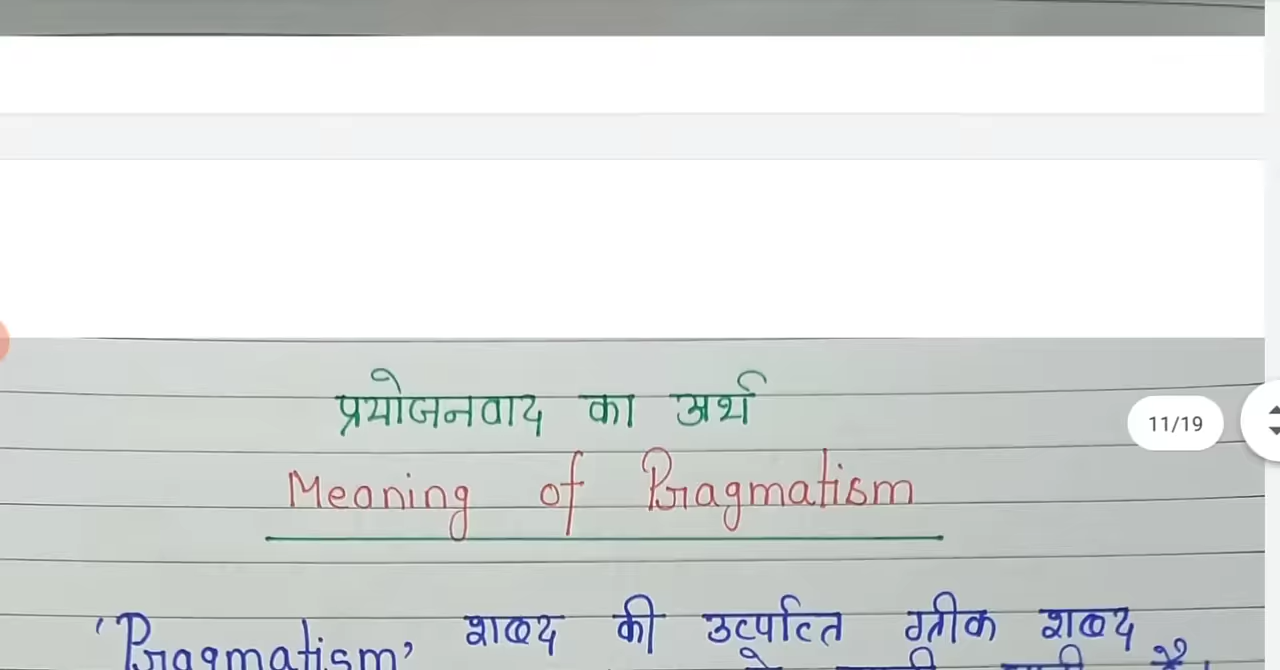 प्रयोजनवाद का अर्थ
11/19
Meaning of Pragmatism
'Pragmatism' शब्द की उत्पत्ति ग्रीक शब्द